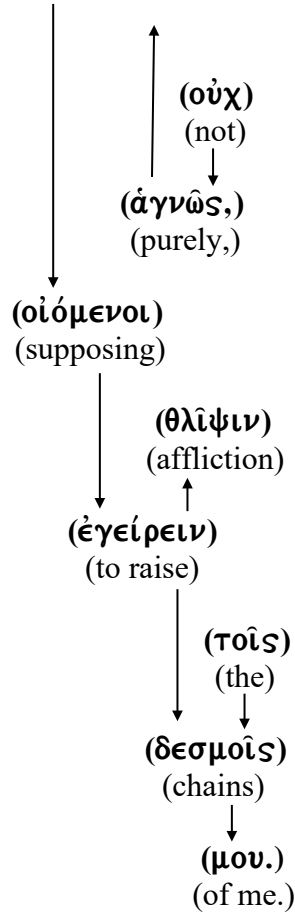 (οὐχ)
(not)
(ἁγνῶς,)
(purely,)
(οἰόμενοι)
(supposing)
(θλῖψιν)
(affliction)
(ἐγείρειν)
(to raise)
(τοῖς)
(the)
(δεσμοῖς)
(chains)
(μου.)
(of me.)